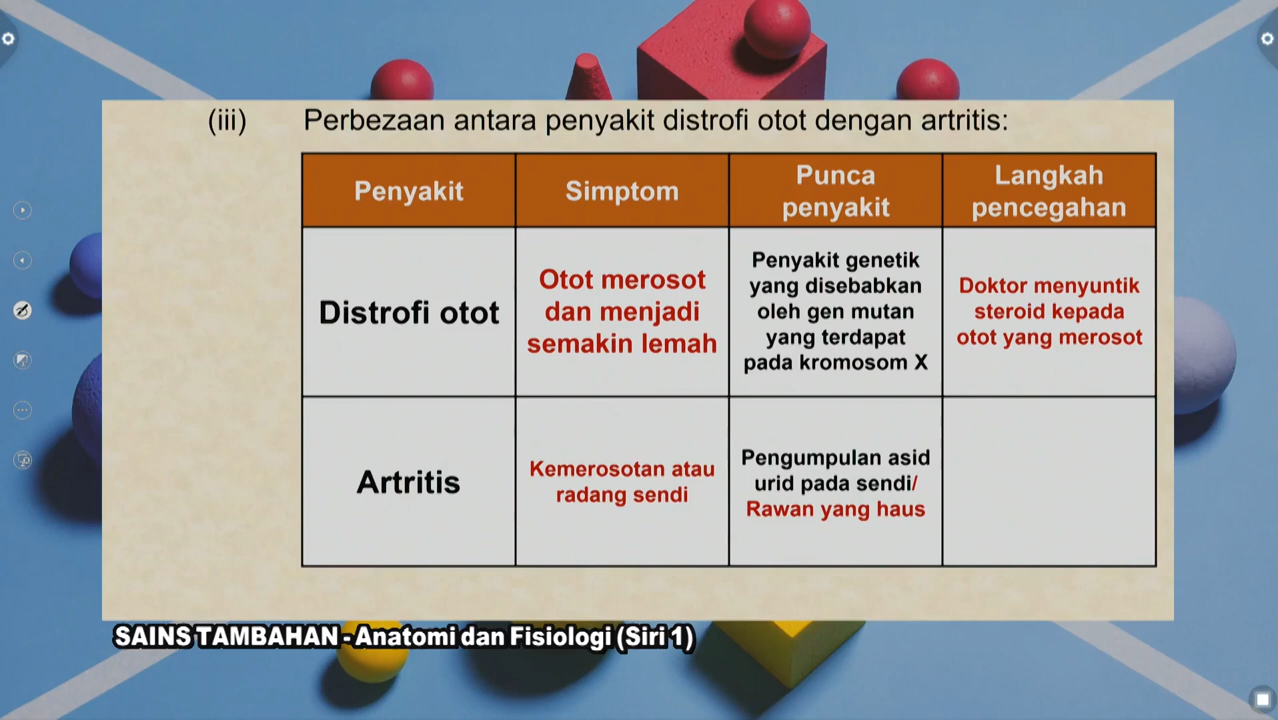 (iii) Perbezaan antara penyakit distrofi otot dengan artritis:
Penyakit
Simptom
Punca
penyakit
Langkah
pencegahan
Distrofi otot
Otot merosot
dan menjadi
semakin lemah
Penyakit genetik
yang disebabkan
oleh gen mutan
yang terdapat
pada kromosom X
Doktor menyuntik
steroid kepada
otot yang merosot
Artritis
Kemerosotan atau
radang sendi
Pengumpulan asid
urid pada sendi/
Rawan yang haus
SAINS TAMBAHAN - Anatomi dan Fisiologi (Siri 1)